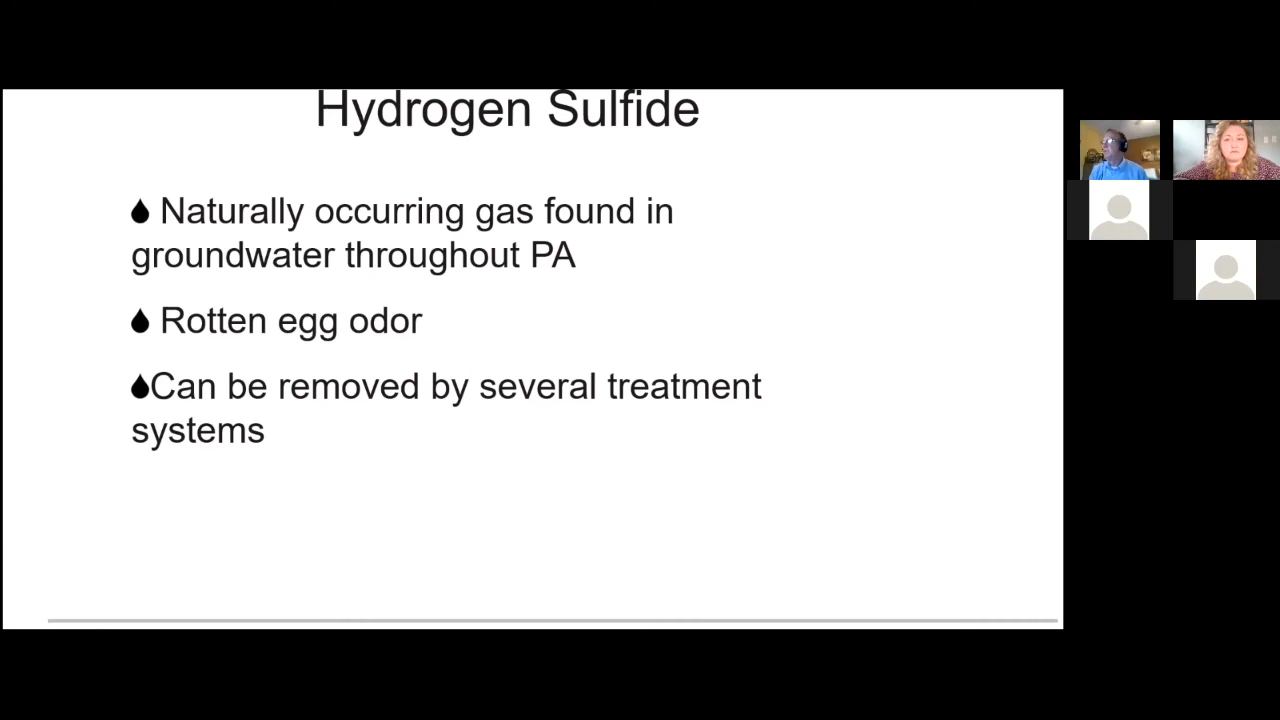 Hydrogen Sulfide
Naturally occurring gas found in
groundwater throughout PA
Rotten egg odor
Can be removed by several treatment
systems